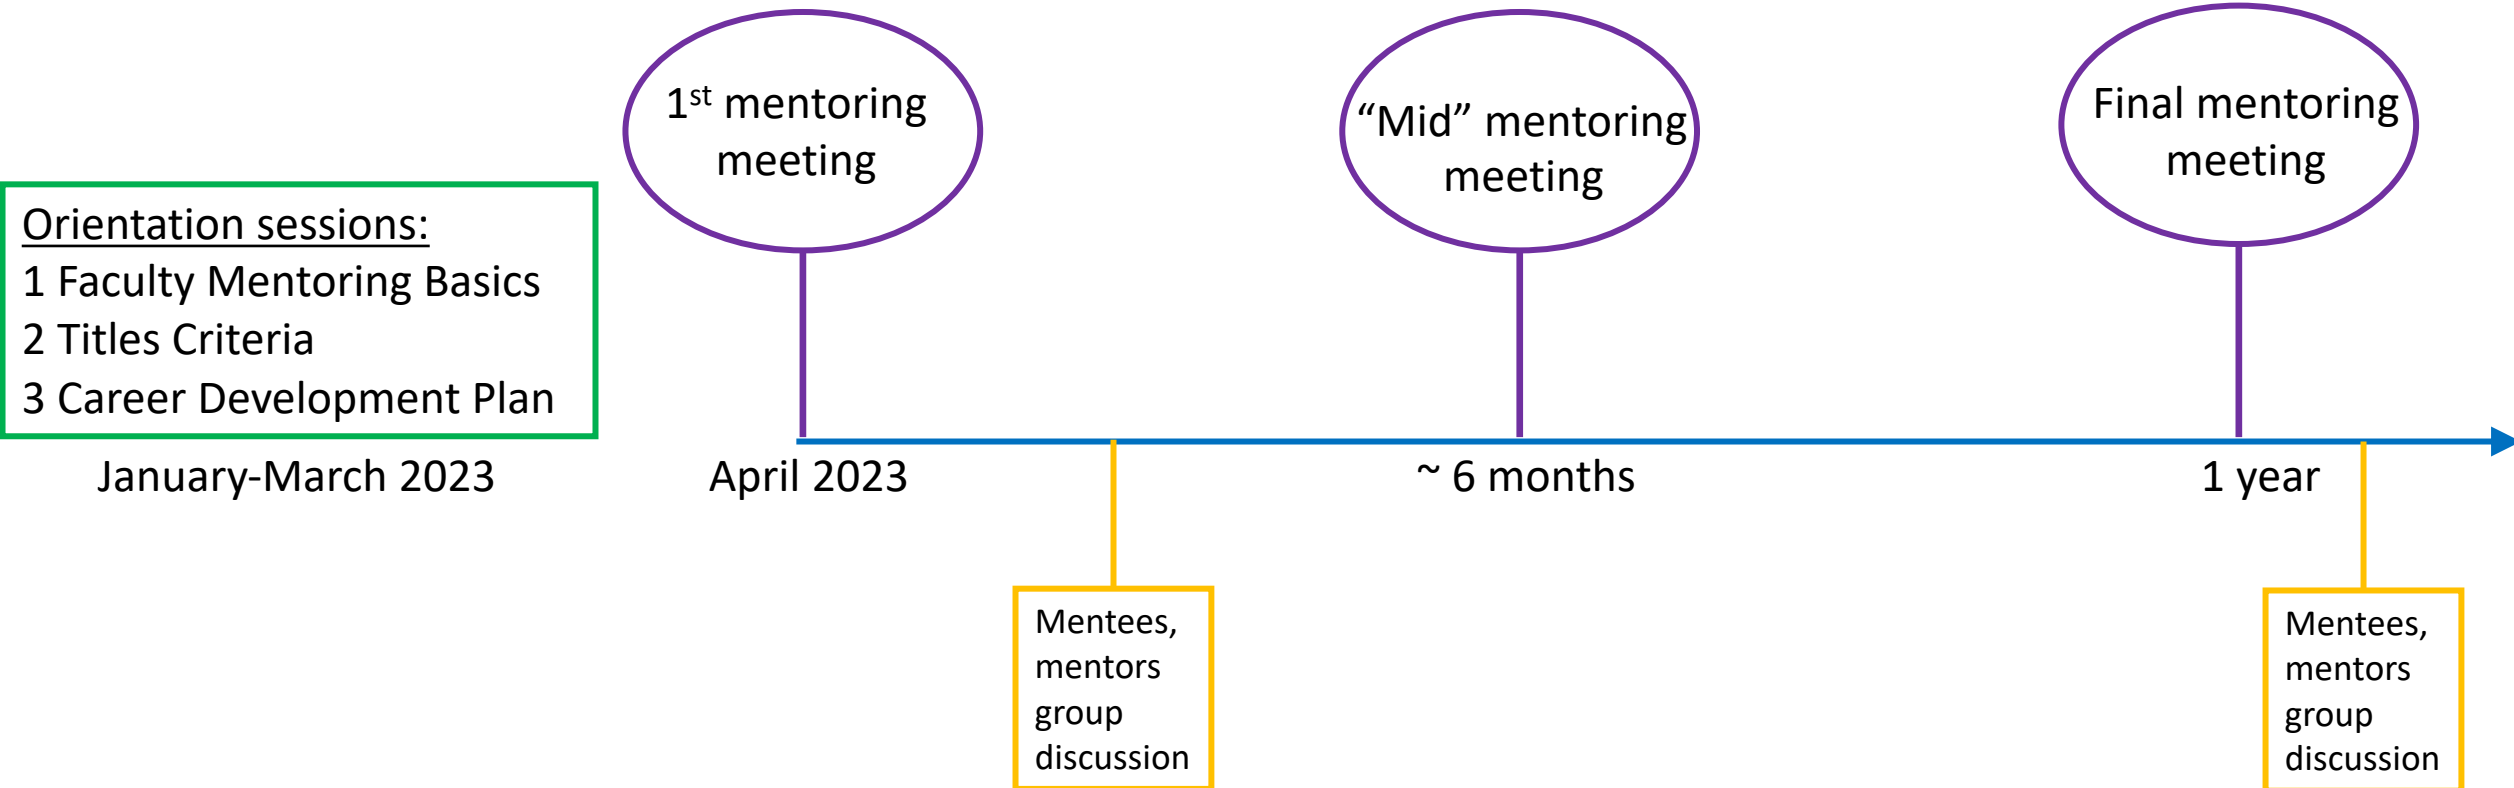 1st mentoring
meeting
“Mid” mentoring
meeting
Final mentoring
meeting
Orientation sessions:
1 Faculty Mentoring Basics
2 Titles Criteria
3 Career Development Plan
January-March 2023
April 2023
~ 6 months
1 year
Mentees,
mentors
group
discussion
Mentees,
mentors
group
discussion